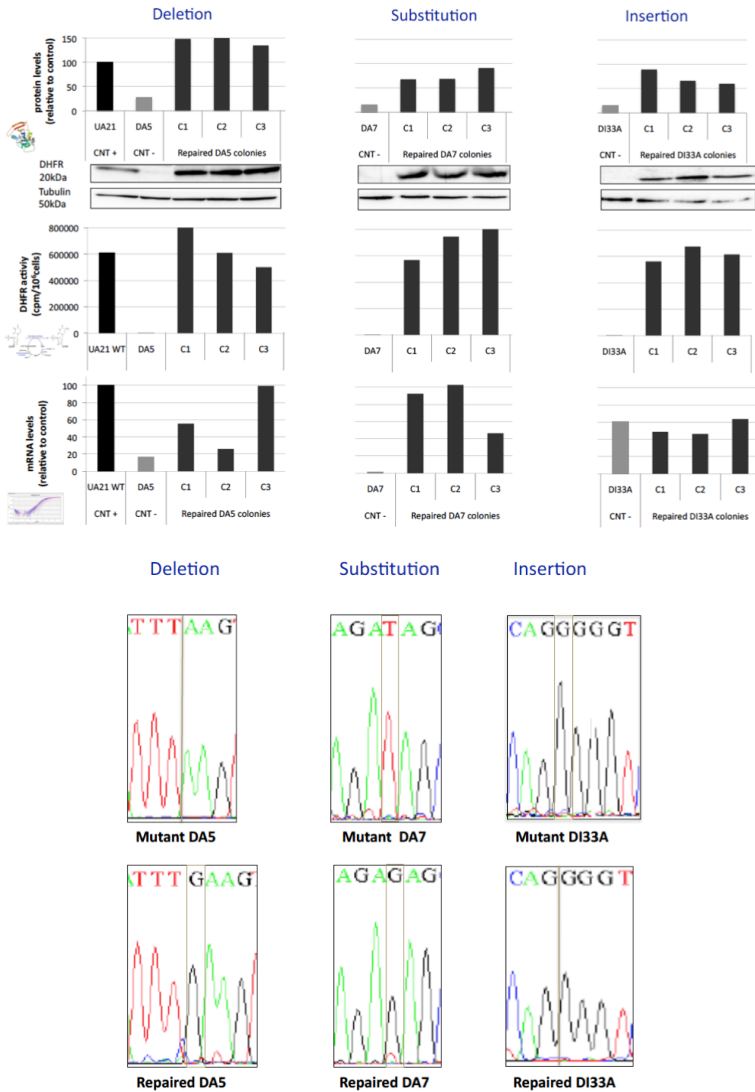 Deletion Substitution Insertion
protein levels
(relative to control)
150
100
50
0
UA21 DA5 C1 C2 C3
CNT + CNT - Repaired DA5 colonies
DA7 C1 C2 C3
CNT - Repaired DA7 colonies
DI33A C1 C2 C3
CNT - Repaired DI33A colonies
DHFR
20kDa
Tubulin
50kDa
DHFR activiy
(cpm/10⁶cells)
800000
600000
400000
200000
0
UA21 WT DA5 C1 C2 C3
DA7 C1 C2 C3
DI33A C1 C2 C3
mRNA levels
(relative to control)
100
80
60
40
20
0
UA21 WT DA5 C1 C2 C3
CNT + CNT - Repaired DA5 colonies
DA7 C1 C2 C3
CNT - Repaired DA7 colonies
DI33A C1 C2 C3
CNT - Repaired DI33A colonies
Deletion Substitution Insertion
ATTTAAGT
AGATAG
CAGGGGGT
Mutant DA5 Mutant DA7 Mutant DI33A
ATTTGAAGT
AGAGAG
CAGGGGT
Repaired DA5 Repaired DA7 Repaired DI33A